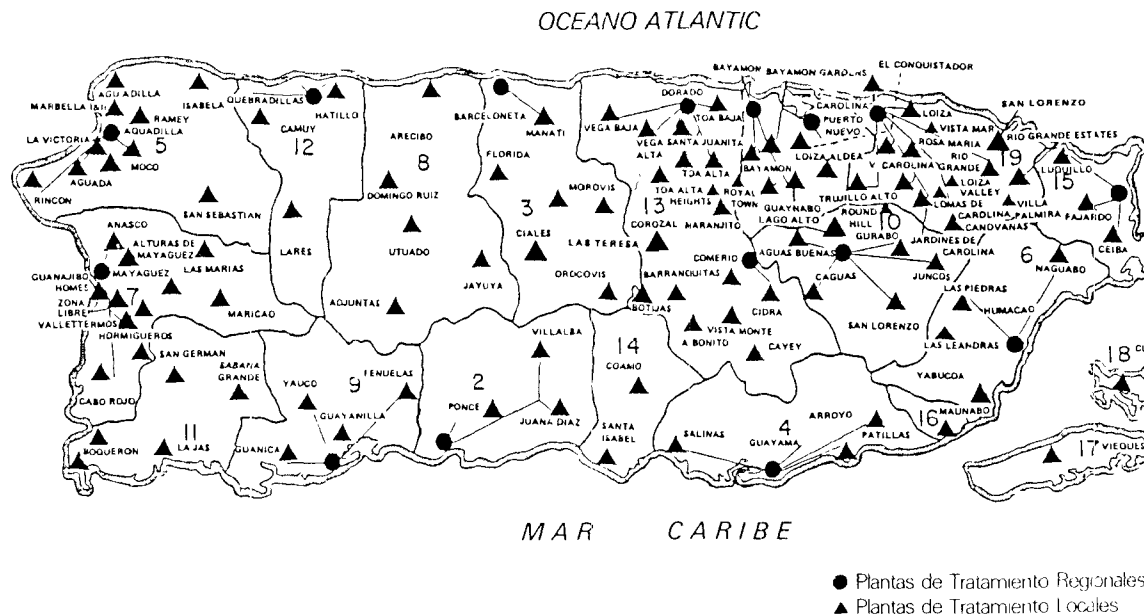 OCEANO ATLANTIC
BAYAMON
BAYAMON GARDENS
EL CONQUISTADOR
AGUADILLA
ISABELA
QUEBRADILLAS
HATILLO
DORADO
CAROLINA
SAN LORENZO
RAMEY
CAMUY
ARECIBO
BARCELONETA
MANATI
VEGA BAJA
TOA BAJA
PUERTO
NUEVO
LOIZA
VISTA MAR
RIO GRANDE ESTATES
LA VICTORIA
AQUADILLA
5
MOCO
12
8
FLORIDA
VEGA
ALTA
SANTA JUANITA
TOA ALTA
BAYAMON
LOIZA ALDEA
V. CAROLINA
ROSA MARIA
RIO
GRANDE
19
LUQUILLO
15
AGUADA
RINCON
SAN SEBASTIAN
DOMINGO RUIZ
MOROVIS
3
13
TOA ALTA
HEIGHTS
ROYAL
TOWN
GUAYNABO
LAGO ALTO
TRUJILLO ALTO
LOIZA
VALLEY
LOMAS DE
CAROLINA
VILLA
PALMIRA
FAJARDO
CEIBA
ANASCO
ALTURAS DE
MAYAGUEZ
MAYAGUEZ
LAS MARIAS
LARES
UTUADO
CIALES
COROZAL
LAS TERESA
NARANJITO
ROUND
HILL
10
GURABO
CANOVANAS
JARDINES DE
CAROLINA
6
NAGUABO
GUANAJIBO
HOMES
ZONA
LIBRE
7
VALLETTERMOS
HORMIGUEROS
MARICAO
ADJUNTAS
JAYUYA
OROCOVIS
BARRANQUITAS
BOTIJAS
COMERIO
AGUAS BUENAS
CAGUAS
JUNCOS
LAS PIEDRAS
HUMACAO
CIDRA
VISTA MONTE
A BONITO
CAYEY
SAN LORENZO
LAS LEANDRAS
SAN GERMAN
SABANA
GRANDE
YAUCO
9
PENUELAS
VILLALBA
2
14
COAMO
YABUCOA
18
CABO ROJO
GUAYANILLA
PONCE
JUANA DIAZ
ARROYO
16
MAUNABO
BOQUERON
11
LAJAS
GUANICA
SANTA
ISABEL
SALINAS
4
GUAYAMA
PATILLAS
17
VIEQUES
MAR CARIBE
● Plantas de Tratamiento Regionales
▲ Plantas de Tratamiento Locales